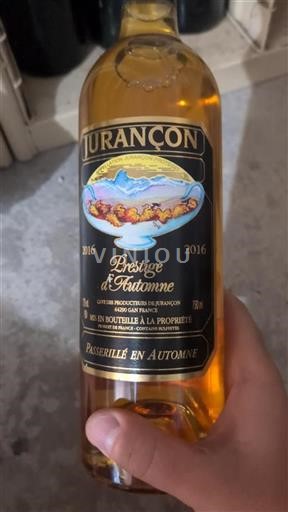 JURANÇON
2016 2016
VINIOU
Prestige
d'Automne
CAVE DES PRODUCTEURS DE JURANÇON
64290 GAN FRANCE
750ml
MIS EN BOUTEILLE À LA PROPRIÉTÉ
PRODUIT DE FRANCE - CONTAINS SULPHITES
PASSERILLÉ EN AUTOMNE